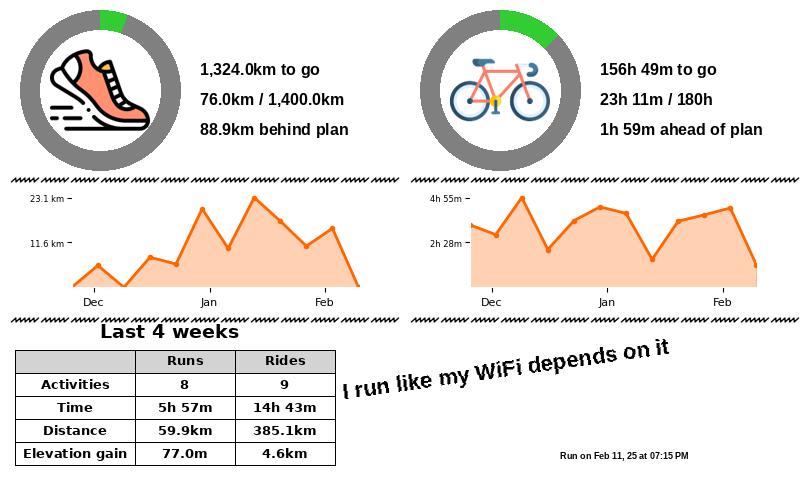 1,324.0km to go
76.0km / 1,400.0km
88.9km behind plan
156h 49m to go
23h 11m / 180h
1h 59m ahead of plan
23.1 km
11.6 km
Dec Jan Feb
4h 55m
2h 28m
Dec Jan Feb
Last 4 weeks
Runs Rides
Activities 8 9
Time 5h 57m 14h 43m
Distance 59.9km 385.1km
Elevation gain 77.0m 4.6km
I run like my WiFi depends on it
Run on Feb 11, 25 at 07:15 PM